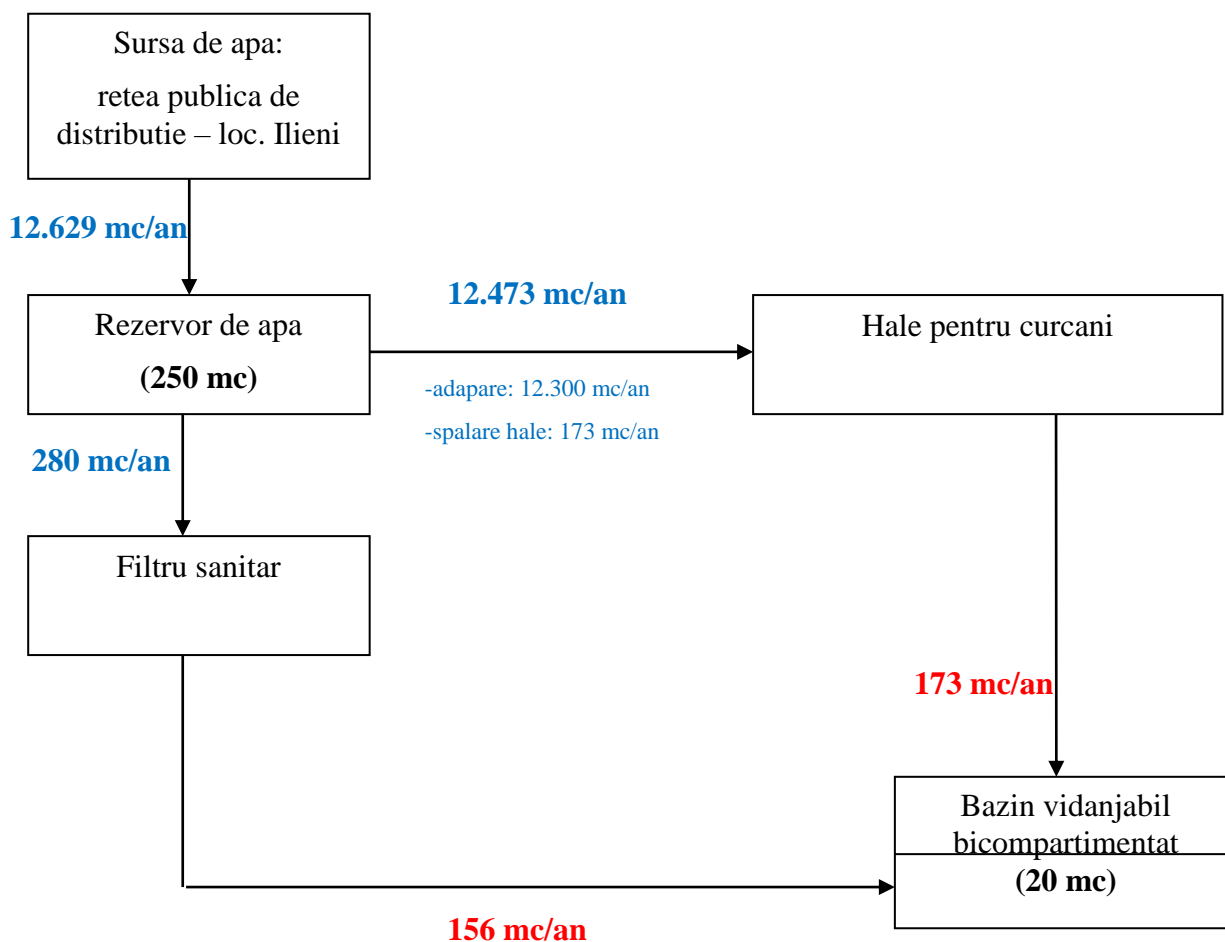 Sursa de apa:
retea publica de
distributie – loc. Ilieni
12.629 mc/an
12.473 mc/an
Rezervor de apa
(250 mc)
Hale pentru curcani
-adapare: 12.300 mc/an
-spalare hale: 173 mc/an
280 mc/an
Filtru sanitar
173 mc/an
Bazin vidanjabil
bicompartimentat
(20 mc)
156 mc/an